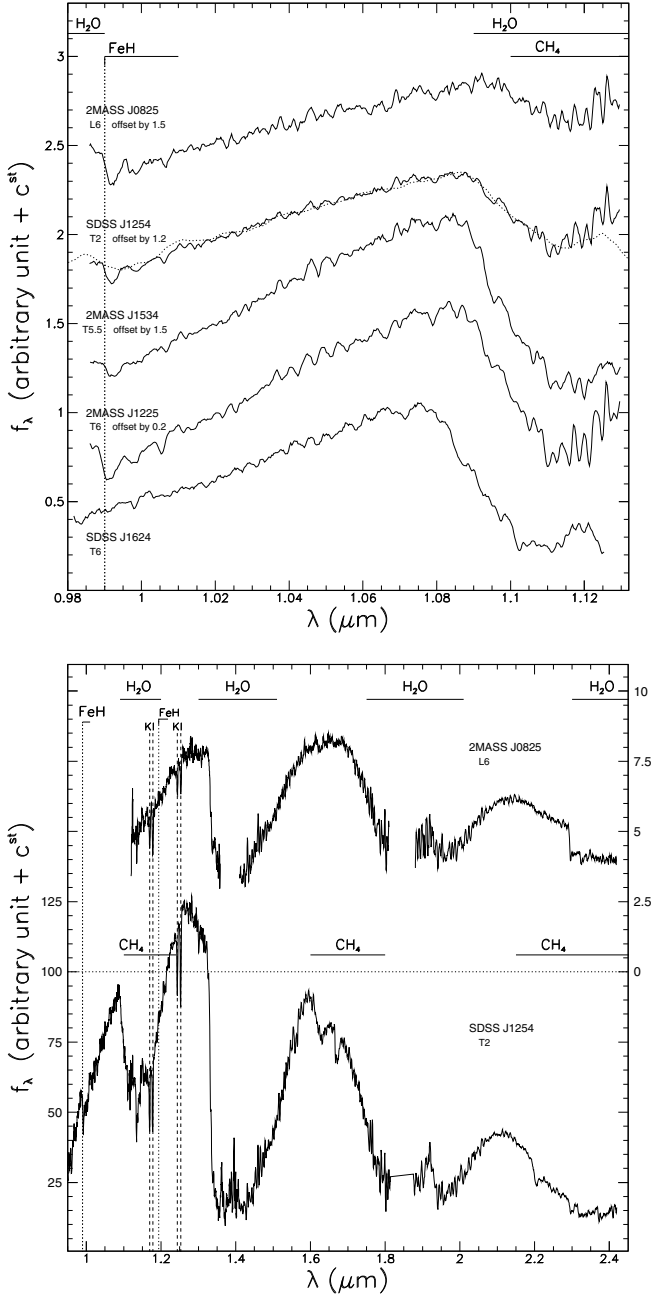 H₂O H₂O
FeH CH₄
3
2MASS J0825
L6 offset by 1.5
2.5
SDSS J1254
T2 offset by 1.2
2
2MASS J1534
T5.5 offset by 1.5
1.5
2MASS J1225
T6 offset by 0.2
1
0.5
SDSS J1624
T6
fλ (arbitrary unit + cˢᵗ)
0.98 1 1.02 1.04 1.06 1.08 1.1 1.12
λ (μm)
H₂O H₂O H₂O H₂O
FeH FeH
KI KI
10
2MASS J0825
L6
7.5
5
125 2.5
CH₄ CH₄ CH₄
100 0
SDSS J1254
T2
75
50
25
fλ (arbitrary unit + cˢᵗ)
1 1.2 1.4 1.6 1.8 2 2.2 2.4
λ (μm)